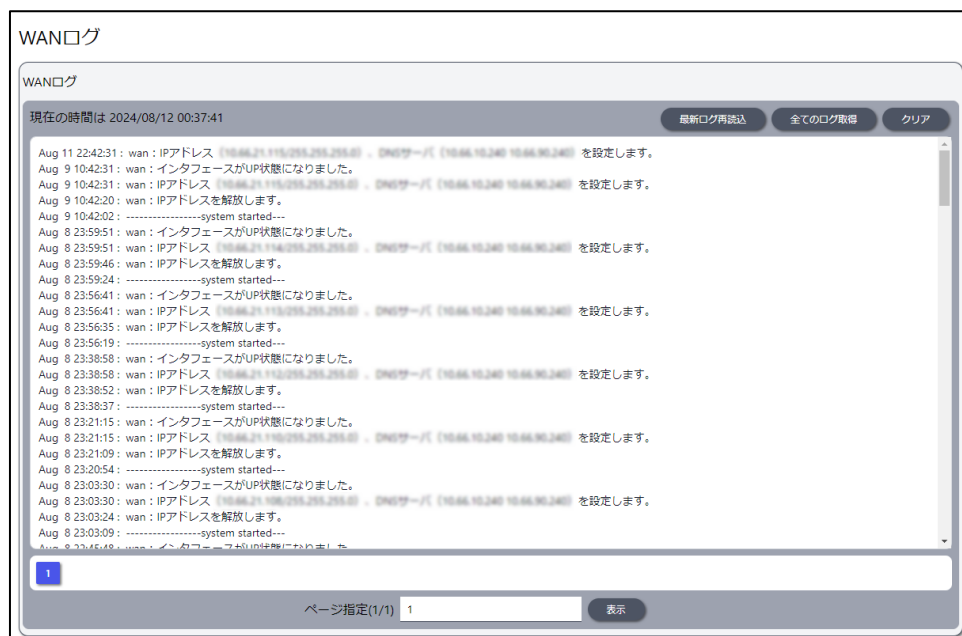 WANログ
WANログ
現在の時間は 2024/08/12 00:37:41
最新ログ再読込 全てのログ取得 クリア
Aug 11 22:42:31 : wan : IPアドレス を設定します。
Aug 9 10:42:31 : wan : インタフェースがUP状態になりました。
Aug 9 10:42:31 : wan : IPアドレス を設定します。
Aug 9 10:42:20 : wan : IPアドレスを解放します。
Aug 9 10:42:02 : -----------------system started---
Aug 8 23:59:51 : wan : インタフェースがUP状態になりました。
Aug 8 23:59:51 : wan : IPアドレス を設定します。
Aug 8 23:59:46 : wan : IPアドレスを解放します。
Aug 8 23:59:24 : -----------------system started---
Aug 8 23:56:41 : wan : インタフェースがUP状態になりました。
Aug 8 23:56:41 : wan : IPアドレス を設定します。
Aug 8 23:56:35 : wan : IPアドレスを解放します。
Aug 8 23:56:19 : -----------------system started---
Aug 8 23:38:58 : wan : インタフェースがUP状態になりました。
Aug 8 23:38:58 : wan : IPアドレス を設定します。
Aug 8 23:38:52 : wan : IPアドレスを解放します。
Aug 8 23:38:37 : -----------------system started---
Aug 8 23:21:15 : wan : インタフェースがUP状態になりました。
Aug 8 23:21:15 : wan : IPアドレス を設定します。
Aug 8 23:21:09 : wan : IPアドレスを解放します。
Aug 8 23:20:54 : -----------------system started---
Aug 8 23:03:30 : wan : インタフェースがUP状態になりました。
Aug 8 23:03:30 : wan : IPアドレス を設定します。
Aug 8 23:03:24 : wan : IPアドレスを解放します。
Aug 8 23:03:09 : -----------------system started---
Aug 8 22:45:48 : wan : インタフェースがUP状態になりました。
1
ページ指定(1/1) 1 表示